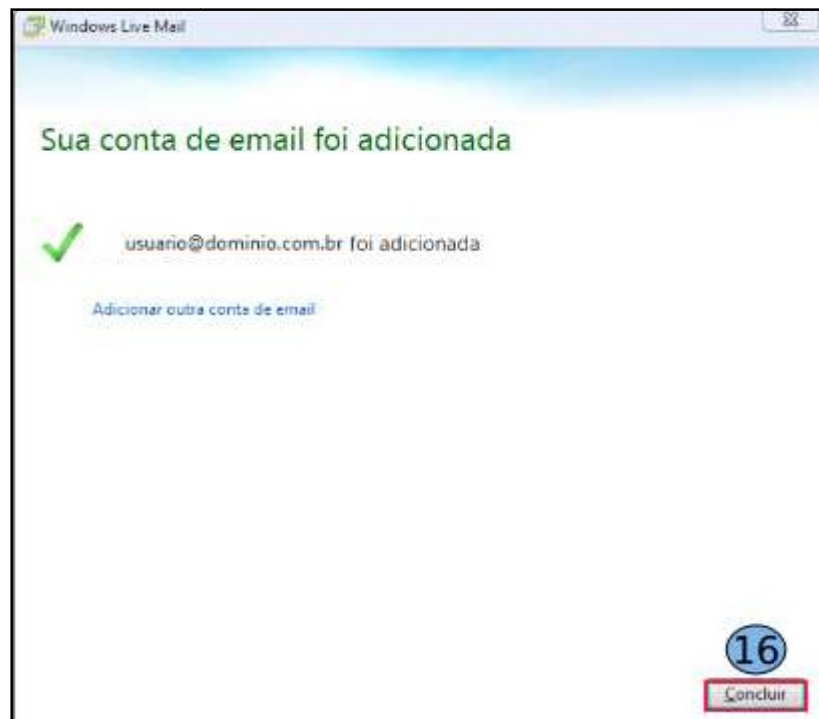 Windows Live Mail
Sua conta de email foi adicionada
usuario@dominio.com.br foi adicionada
Adicionar outra conta de email
16
Concluir